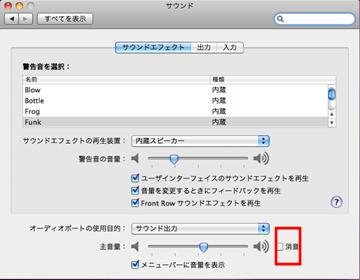 サウンド
すべてを表示
サウンドエフェクト 出力 入力
警告音を選択：
名前 種類
Blow 内蔵
Bottle 内蔵
Frog 内蔵
Funk 内蔵
サウンドエフェクトの再生装置： 内蔵スピーカー
警告音の音量：
ユーザインターフェイスのサウンドエフェクトを再生
音量を変更するときにフィードバックを再生
Front Row サウンドエフェクトを再生
?
オーディオポートの使用目的： サウンド出力
主音量： 消音
メニューバーに音量を表示